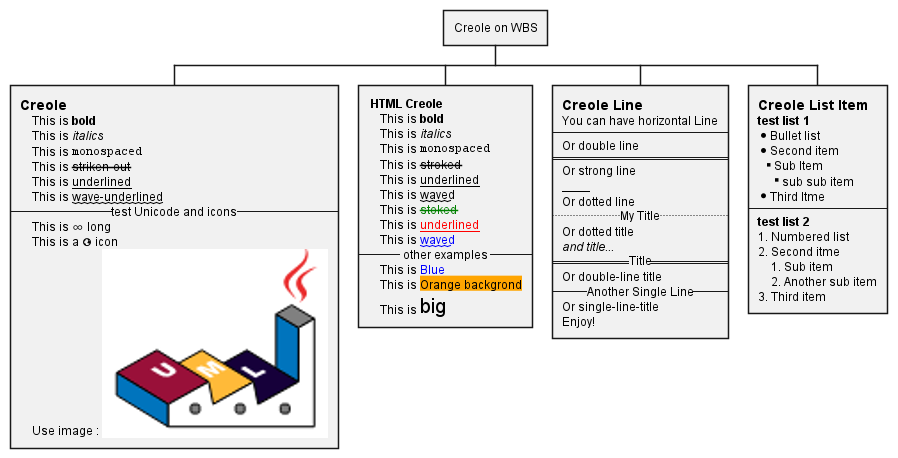 Creole on WBS
Creole
This is bold
This is italics
This is monospaced
This is striken-out
This is underlined
This is wave-underlined
test Unicode and icons
This is ∞ long
This is a icon
Use image :
U M L
HTML Creole
This is bold
This is italics
This is monospaced
This is stroked
This is underlined
This is waved
This is stoked
This is underlined
This is waved
other examples
This is Blue
This is Orange backgrond
This is big
Creole Line
You can have horizontal Line
Or double line
Or strong line
____
Or dotted line
My Title
Or dotted title
and title...
Title
Or double-line title
Another Single Line
Or single-line-title
Enjoy!
Creole List Item
test list 1
• Bullet list
• Second item
▪ Sub Item
▪ sub sub item
• Third Itme
test list 2
1. Numbered list
2. Second itme
1. Sub item
2. Another sub item
3. Third item